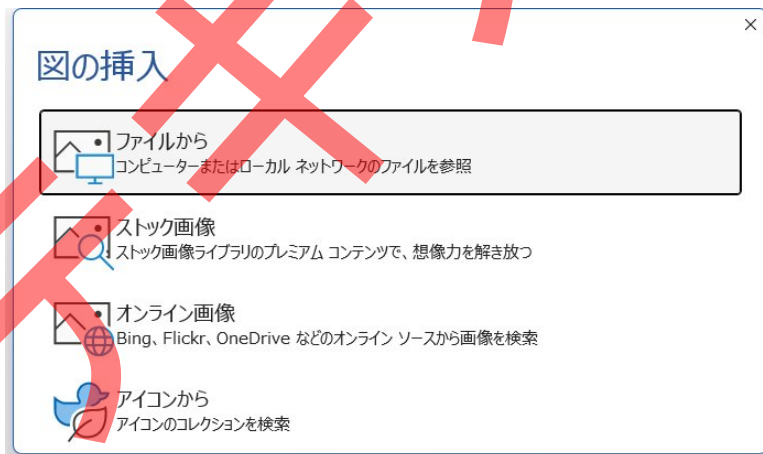 図の挿入
ファイルから
コンピューターまたはローカル ネットワークのファイルを参照
ストック画像
ストック画像ライブラリのプレミアム コンテンツで、想像力を解き放つ
オンライン画像
Bing、Flickr、OneDrive などのオンライン ソースから画像を検索
アイコンから
アイコンのコレクションを検索